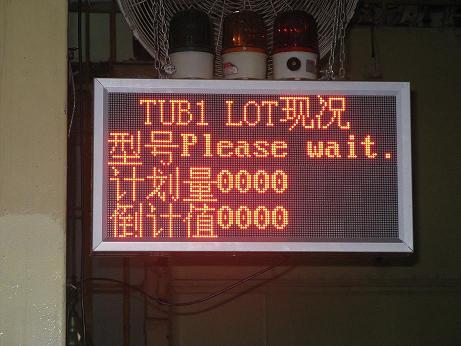 TUB1 LOT现况
型号Please wait.
计划量0000
倒计值0000